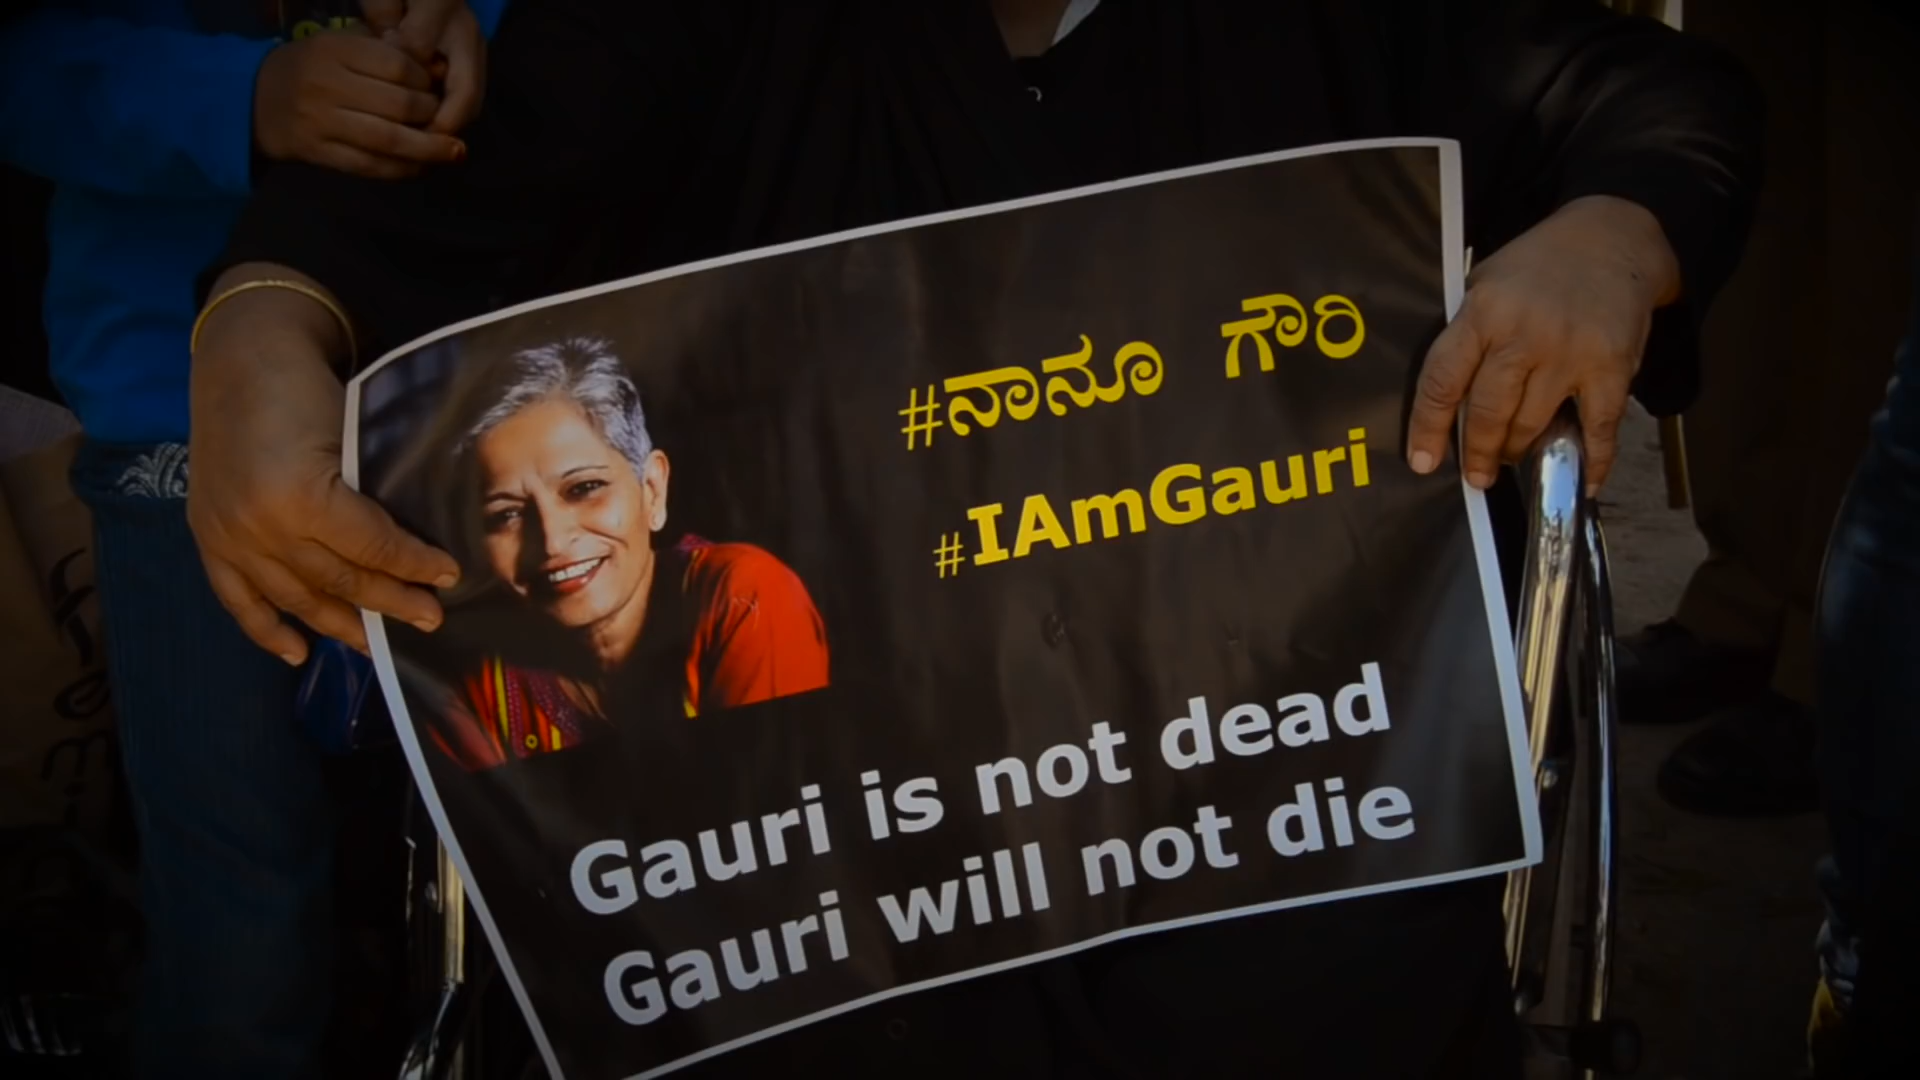 #ನಾನೂ ಗೌರಿ
#IAmGauri
Gauri is not dead
Gauri will not die